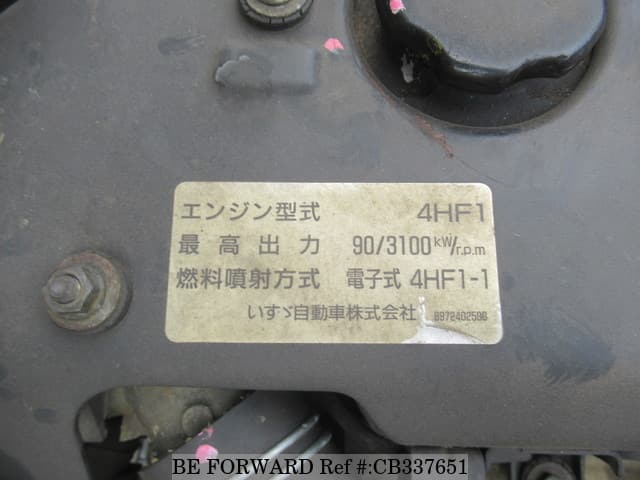 エンジン型式 4HF1
最高出力 90/3100kW/r.p.m
燃料噴射方式 電子式 4HF1-1
いすゞ自動車株式会社
BE FORWARD Ref #:CB337651